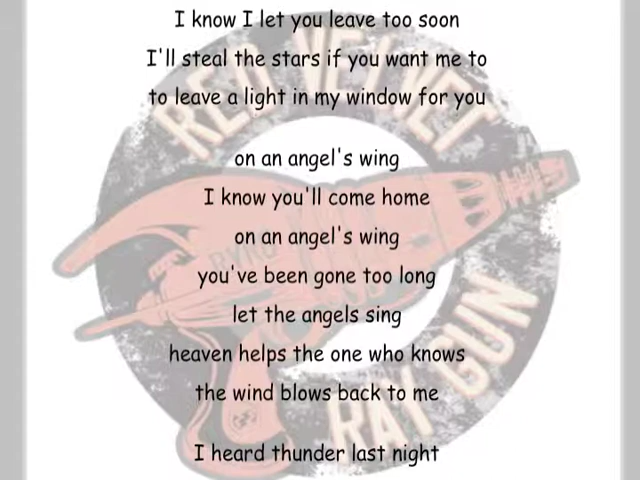 I know I let you leave too soon
I'll steal the stars if you want me to
to leave a light in my window for you
on an angel's wing
I know you'll come home
on an angel's wing
you've been gone too long
let the angels sing
heaven helps the one who knows
the wind blows back to me
I heard thunder last night
RED VELVET
RAY GUN